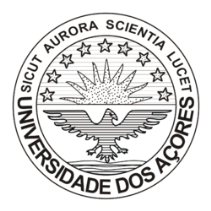 SICUT AURORA SCIENTIA LUCET
UNIVERSIDADE DOS AÇORES